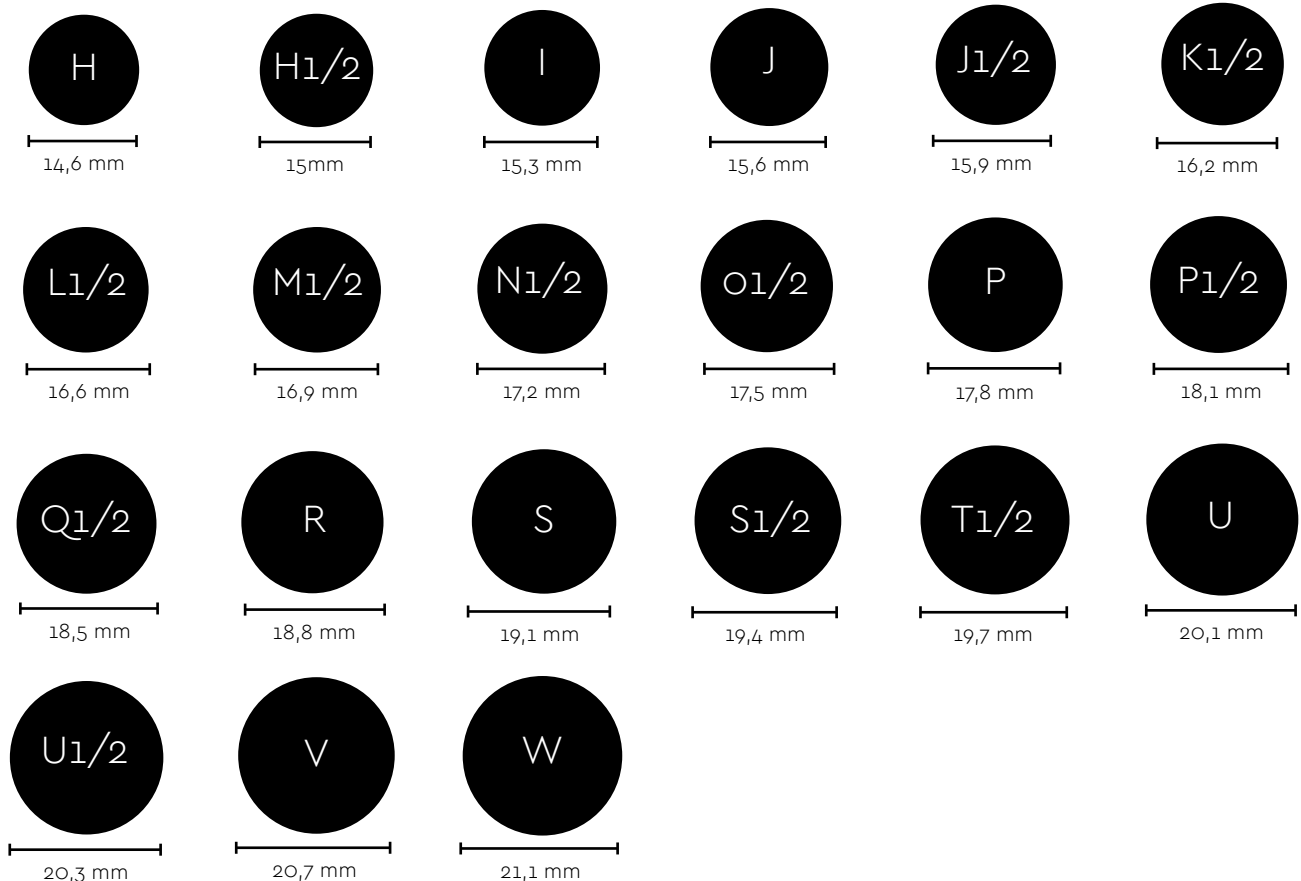 H H1/2 I J J1/2 K1/2
14,6 mm 15mm 15,3 mm 15,6 mm 15,9 mm 16,2 mm
L1/2 M1/2 N1/2 O1/2 P P1/2
16,6 mm 16,9 mm 17,2 mm 17,5 mm 17,8 mm 18,1 mm
Q1/2 R S S1/2 T1/2 U
18,5 mm 18,8 mm 19,1 mm 19,4 mm 19,7 mm 20,1 mm
U1/2 V W
20,3 mm 20,7 mm 21,1 mm